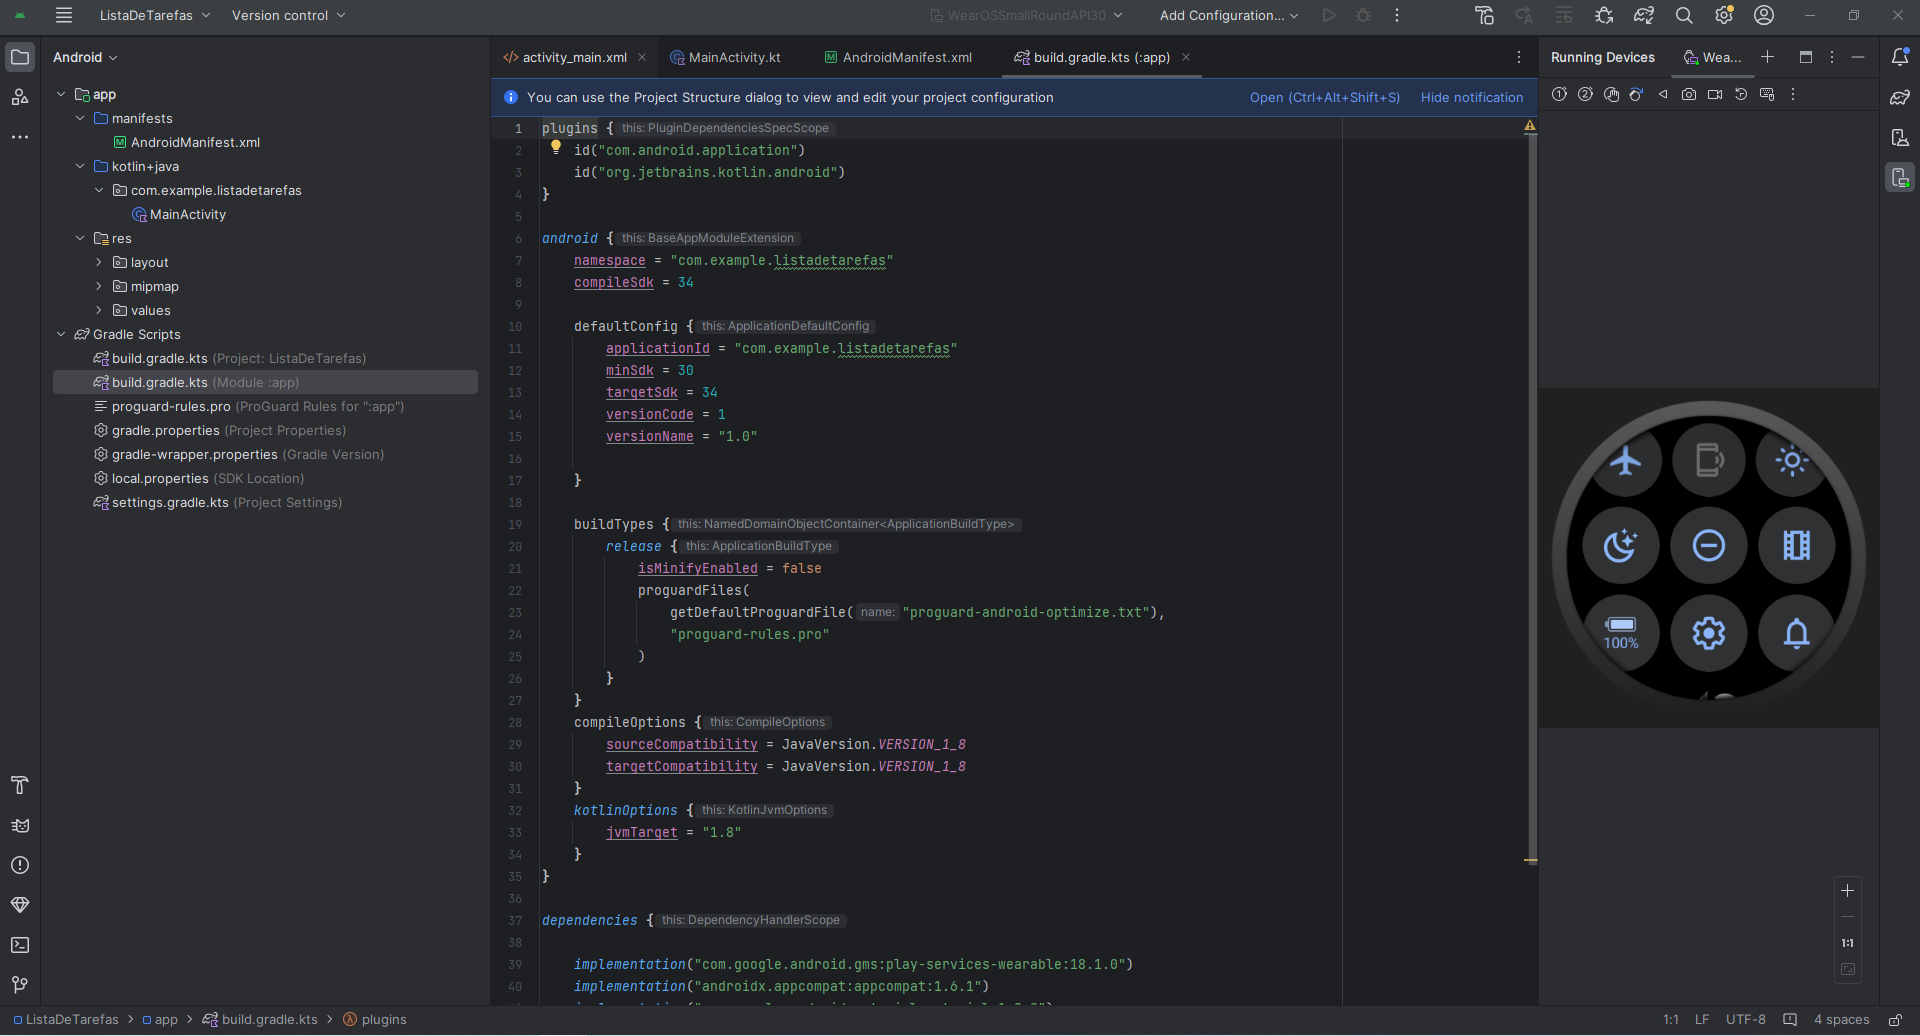 ListaDeTarefas
Version control
WearOSSmallRoundAPI30
Add Configuration...
Android
activity_main.xml
MainActivity.kt
AndroidManifest.xml
build.gradle.kts (:app)
Running Devices
Wea...
You can use the Project Structure dialog to view and edit your project configuration
Open (Ctrl+Alt+Shift+S)
Hide notification
app
manifests
AndroidManifest.xml
kotlin+java
com.example.listadetarefas
MainActivity
res
layout
mipmap
values
Gradle Scripts
build.gradle.kts (Project: ListaDeTarefas)
build.gradle.kts (Module :app)
proguard-rules.pro (ProGuard Rules for ":app")
gradle.properties (Project Properties)
gradle-wrapper.properties (Gradle Version)
local.properties (SDK Location)
settings.gradle.kts (Project Settings)
1 plugins { this: PluginDependenciesSpecScope
2 id("com.android.application")
3 id("org.jetbrains.kotlin.android")
4 }
5
6 android { this: BaseAppModuleExtension
7 namespace = "com.example.listadetarefas"
8 compileSdk = 34
9
10 defaultConfig { this: ApplicationDefaultConfig
11 applicationId = "com.example.listadetarefas"
12 minSdk = 30
13 targetSdk = 34
14 versionCode = 1
15 versionName = "1.0"
16
17 }
18
19 buildTypes { this: NamedDomainObjectContainer<ApplicationBuildType>
20 release { this: ApplicationBuildType
21 isMinifyEnabled = false
22 proguardFiles(
23 getDefaultProguardFile( name: "proguard-android-optimize.txt"),
24 "proguard-rules.pro"
25 )
26 }
27 }
28 compileOptions { this: CompileOptions
29 sourceCompatibility = JavaVersion.VERSION_1_8
30 targetCompatibility = JavaVersion.VERSION_1_8
31 }
32 kotlinOptions { this: KotlinJvmOptions
33 jvmTarget = "1.8"
34 }
35 }
36
37 dependencies { this: DependencyHandlerScope
38
39 implementation("com.google.android.gms:play-services-wearable:18.1.0")
40 implementation("androidx.appcompat:appcompat:1.6.1")
100%
1:1
ListaDeTarefas > app > build.gradle.kts > plugins
1:1
LF
UTF-8
4 spaces